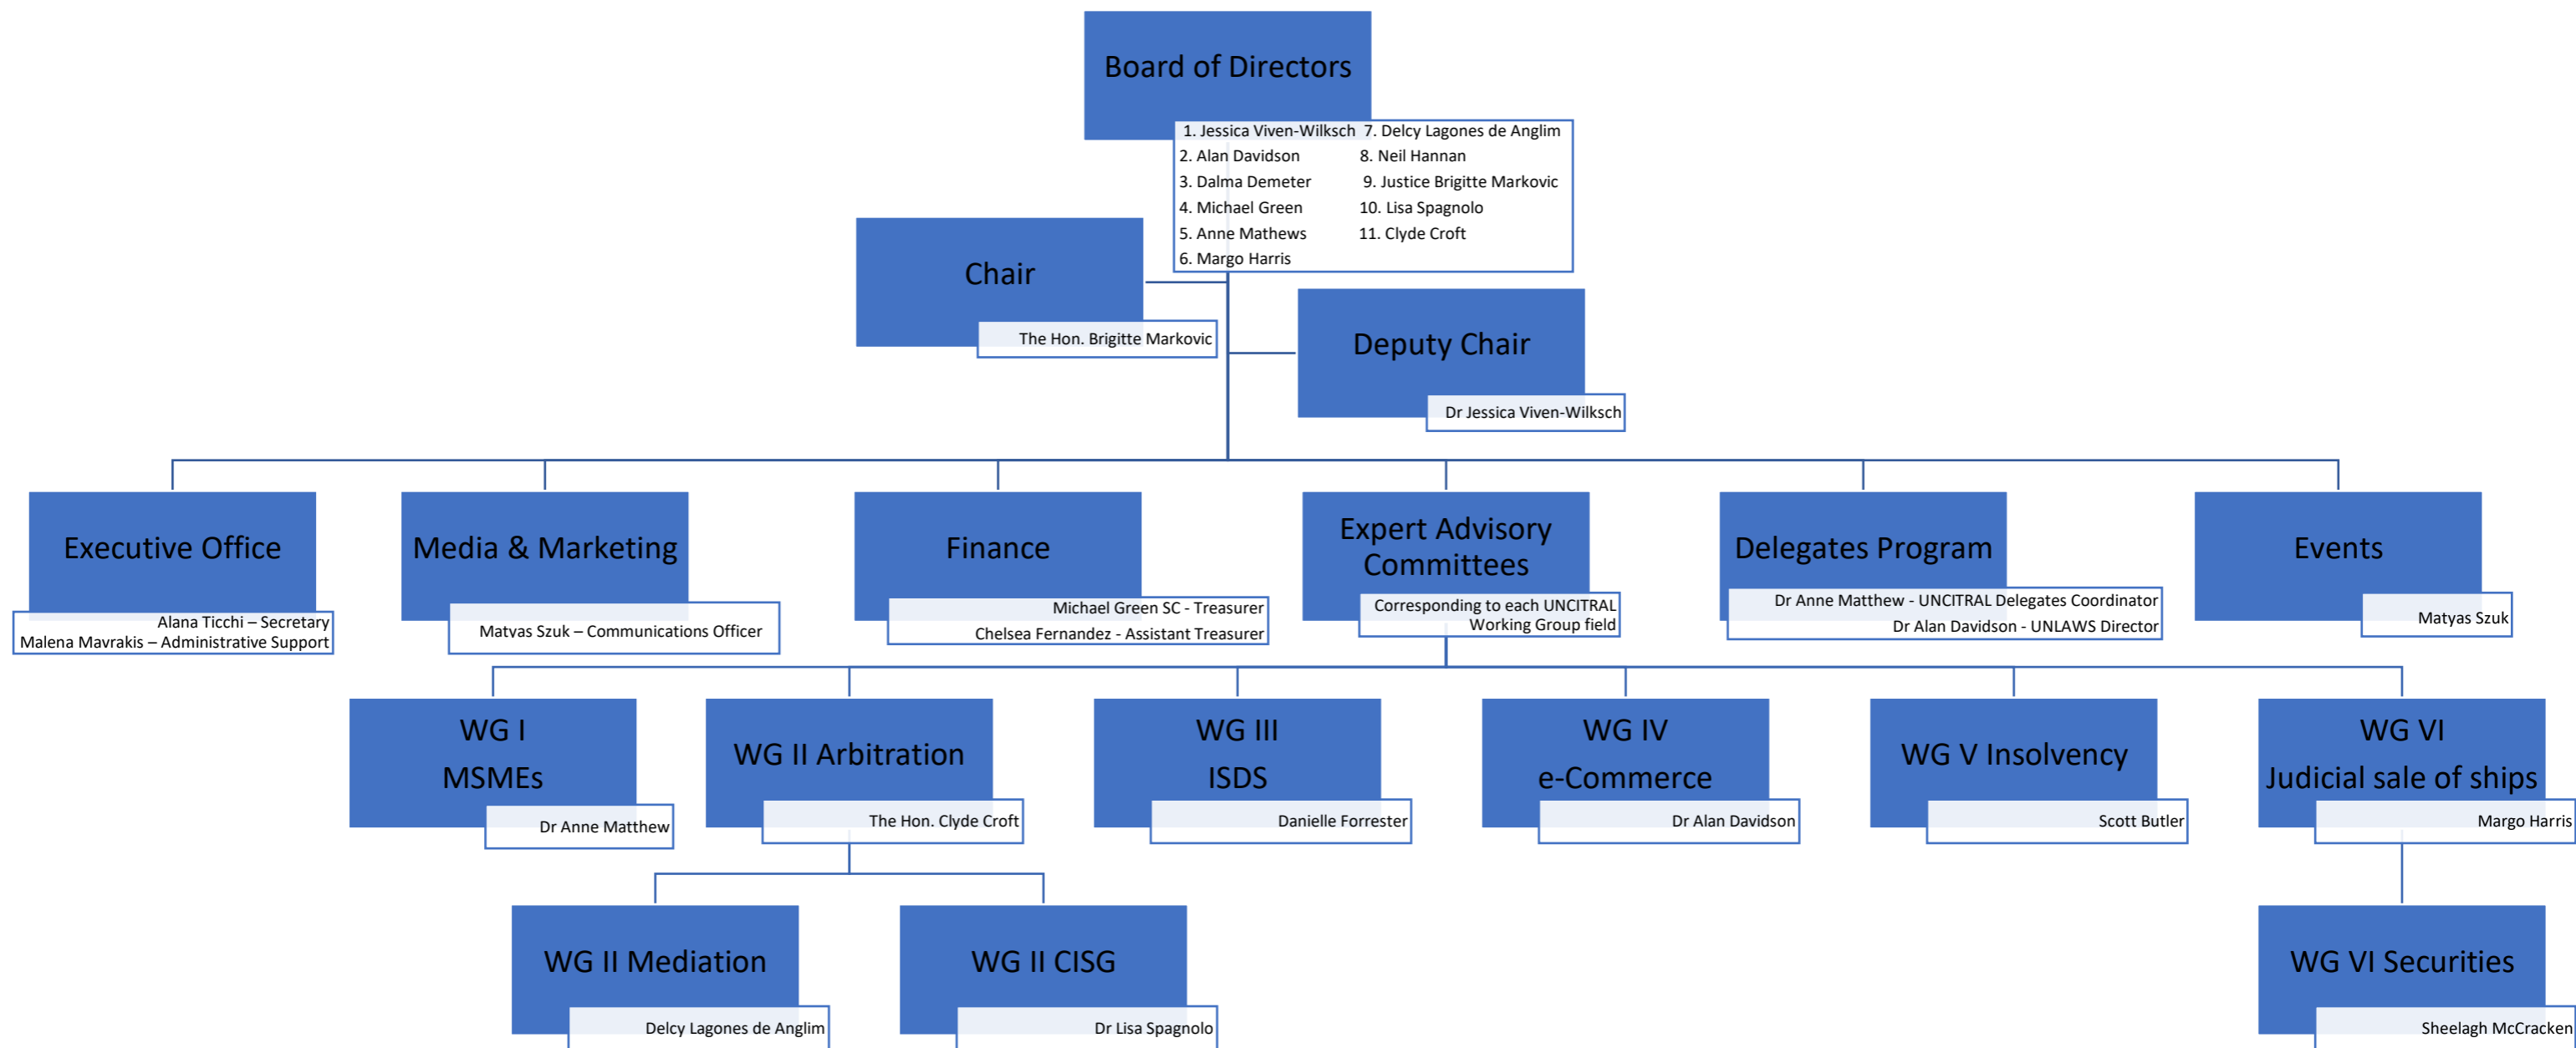 Board of Directors
1. Jessica Viven-Wilksch 7. Delcy Lagones de Anglim
2. Alan Davidson 8. Neil Hannan
3. Dalma Demeter 9. Justice Brigitte Markovic
4. Michael Green 10. Lisa Spagnolo
5. Anne Mathews 11. Clyde Croft
6. Margo Harris
Chair
The Hon. Brigitte Markovic
Deputy Chair
Dr Jessica Viven-Wilksch
Executive Office
Alana Ticchi – Secretary
Malena Mavrakis – Administrative Support
Media & Marketing
Matyas Szuk – Communications Officer
Finance
Michael Green SC - Treasurer
Chelsea Fernandez - Assistant Treasurer
Expert Advisory
Committees
Corresponding to each UNCITRAL
Working Group field
Delegates Program
Dr Anne Matthew - UNCITRAL Delegates Coordinator
Dr Alan Davidson - UNLAWS Director
Events
Matyas Szuk
WG I
MSMEs
Dr Anne Matthew
WG II Arbitration
The Hon. Clyde Croft
WG III
ISDS
Danielle Forrester
WG IV
e-Commerce
Dr Alan Davidson
WG V Insolvency
Scott Butler
WG VI
Judicial sale of ships
Margo Harris
WG II Mediation
Delcy Lagones de Anglim
WG II CISG
Dr Lisa Spagnolo
WG VI Securities
Sheelagh McCracken